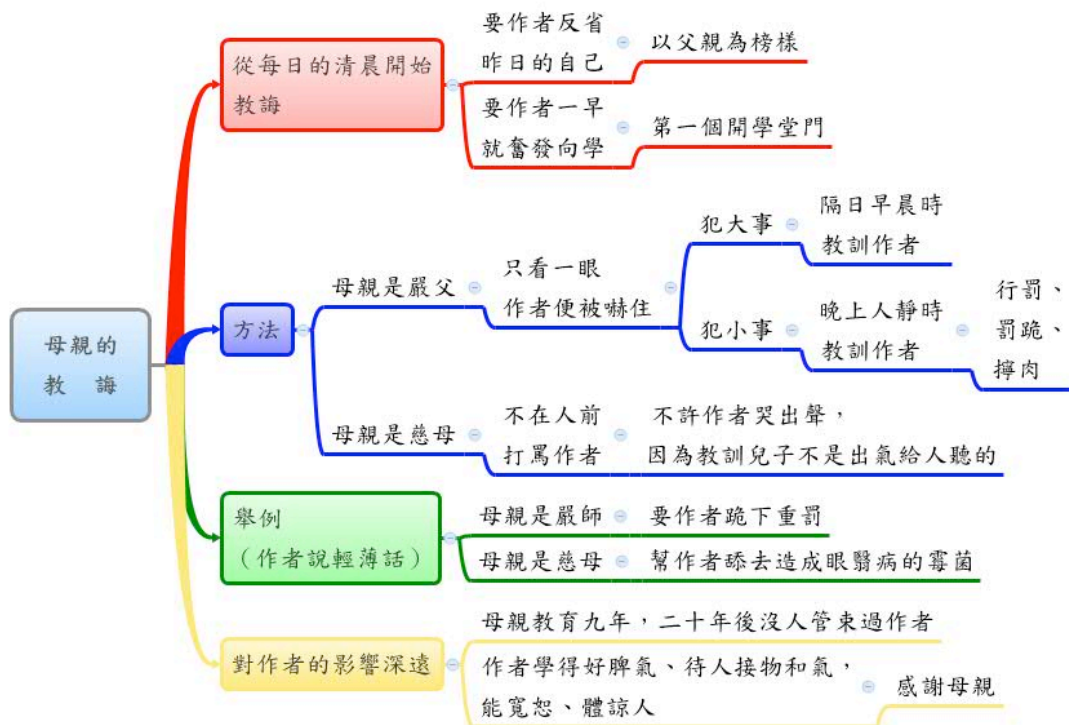 母親的
教 誨
從每日的清晨開始
教誨
要作者反省
昨日的自己
以父親為榜樣
要作者一早
就奮發向學
第一個開學堂門
方法
母親是嚴父
只看一眼
作者便被嚇住
犯大事
隔日早晨時
教訓作者
犯小事
晚上人靜時
教訓作者
行罰、
罰跪、
擰肉
母親是慈母
不在人前
打罵作者
不許作者哭出聲，
因為教訓兒子不是出氣給人聽的
舉例
（作者說輕薄話）
母親是嚴師
要作者跪下重罰
母親是慈母
幫作者舔去造成眼翳病的霉菌
對作者的影響深遠
母親教育九年，二十年後沒人管束過作者
作者學得好脾氣、待人接物和氣，
能寬恕、體諒人
感謝母親